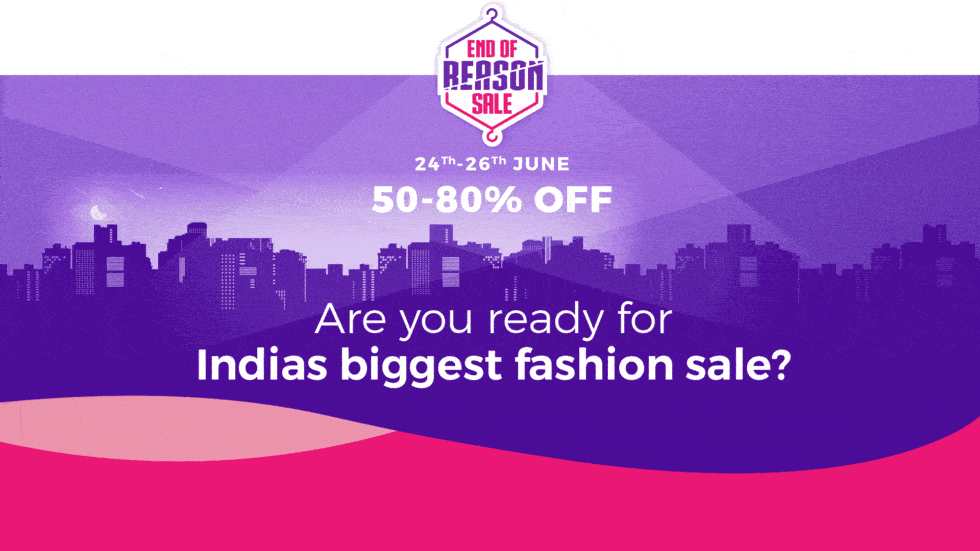 END OF
REASON
SALE
24Th-26Th JUNE
50-80% OFF
Are you ready for
Indias biggest fashion sale?